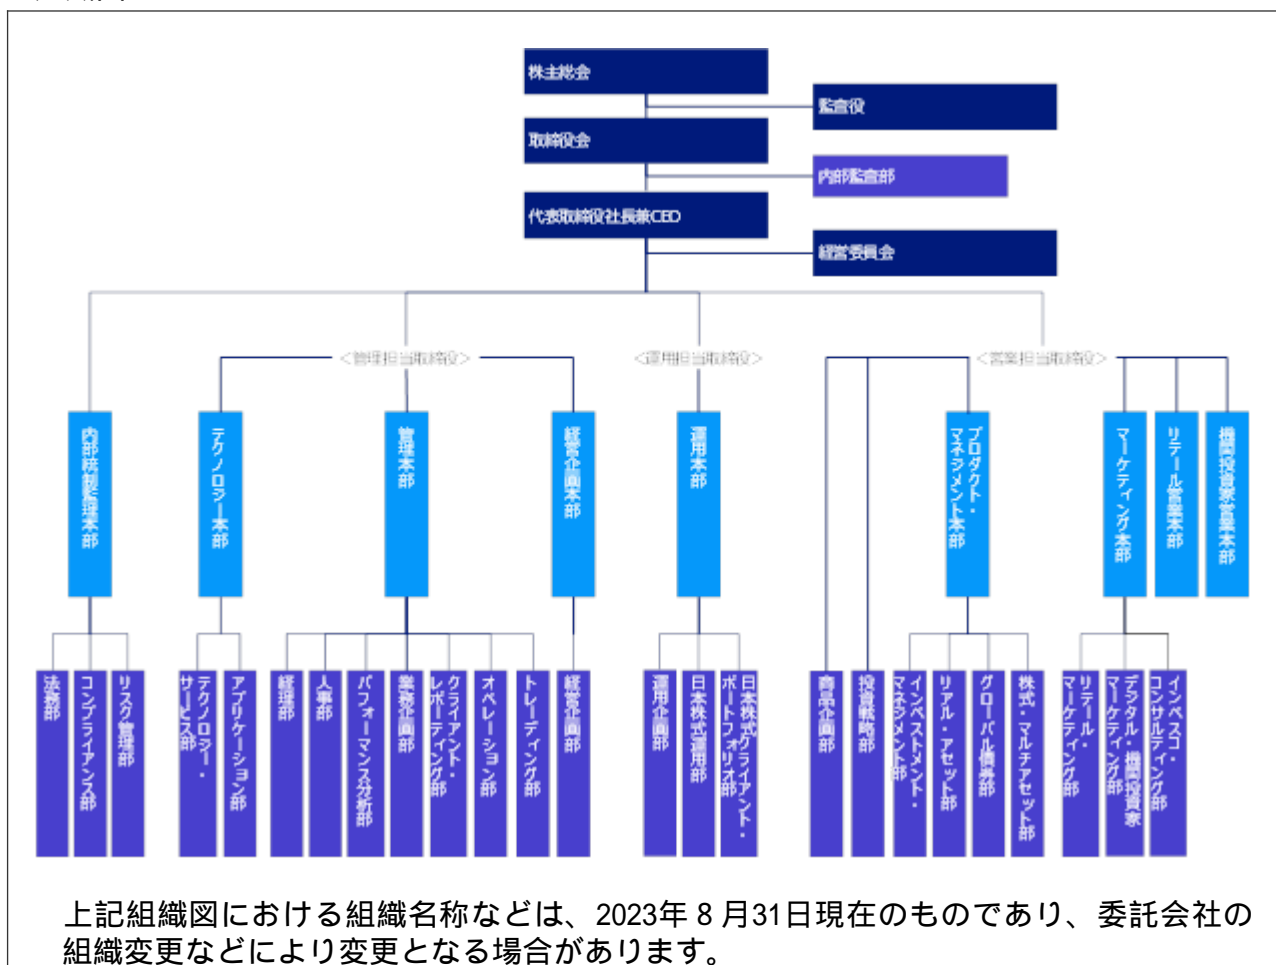 株主総会
監査役
取締役会
内部監査部
代表取締役社長兼CEO
経営委員会
＜管理担当取締役＞
＜運用担当取締役＞
＜営業担当取締役＞
内部統制監理本部
テクノロジー本部
管理本部
経営企画本部
運用本部
プロダクト・
マネジメント本部
マーケティング本部
リテール営業本部
機関投資家営業本部
法務部
コンプライアンス部
リスク管理部
テクノロジー・
サービス部
アプリケーション部
経理部
人事部
パフォーマンス分析部
業務企画部
クライアント・
レポーティング部
オペレーション部
トレーディング部
経営企画部
運用企画部
日本株式運用部
日本株式クライアント・
ポートフォリオ部
商品企画部
投資戦略部
インベストメント・
マネジメント部
リアル・アセット部
グローバル債券部
株式・マルチアセット部
リテール・
マーケティング部
デジタル・機関投資家
マーケティング部
インベスコ・
コンサルティング部
上記組織図における組織名称などは、2023年８月31日現在のものであり、委託会社の
組織変更などにより変更となる場合があります。